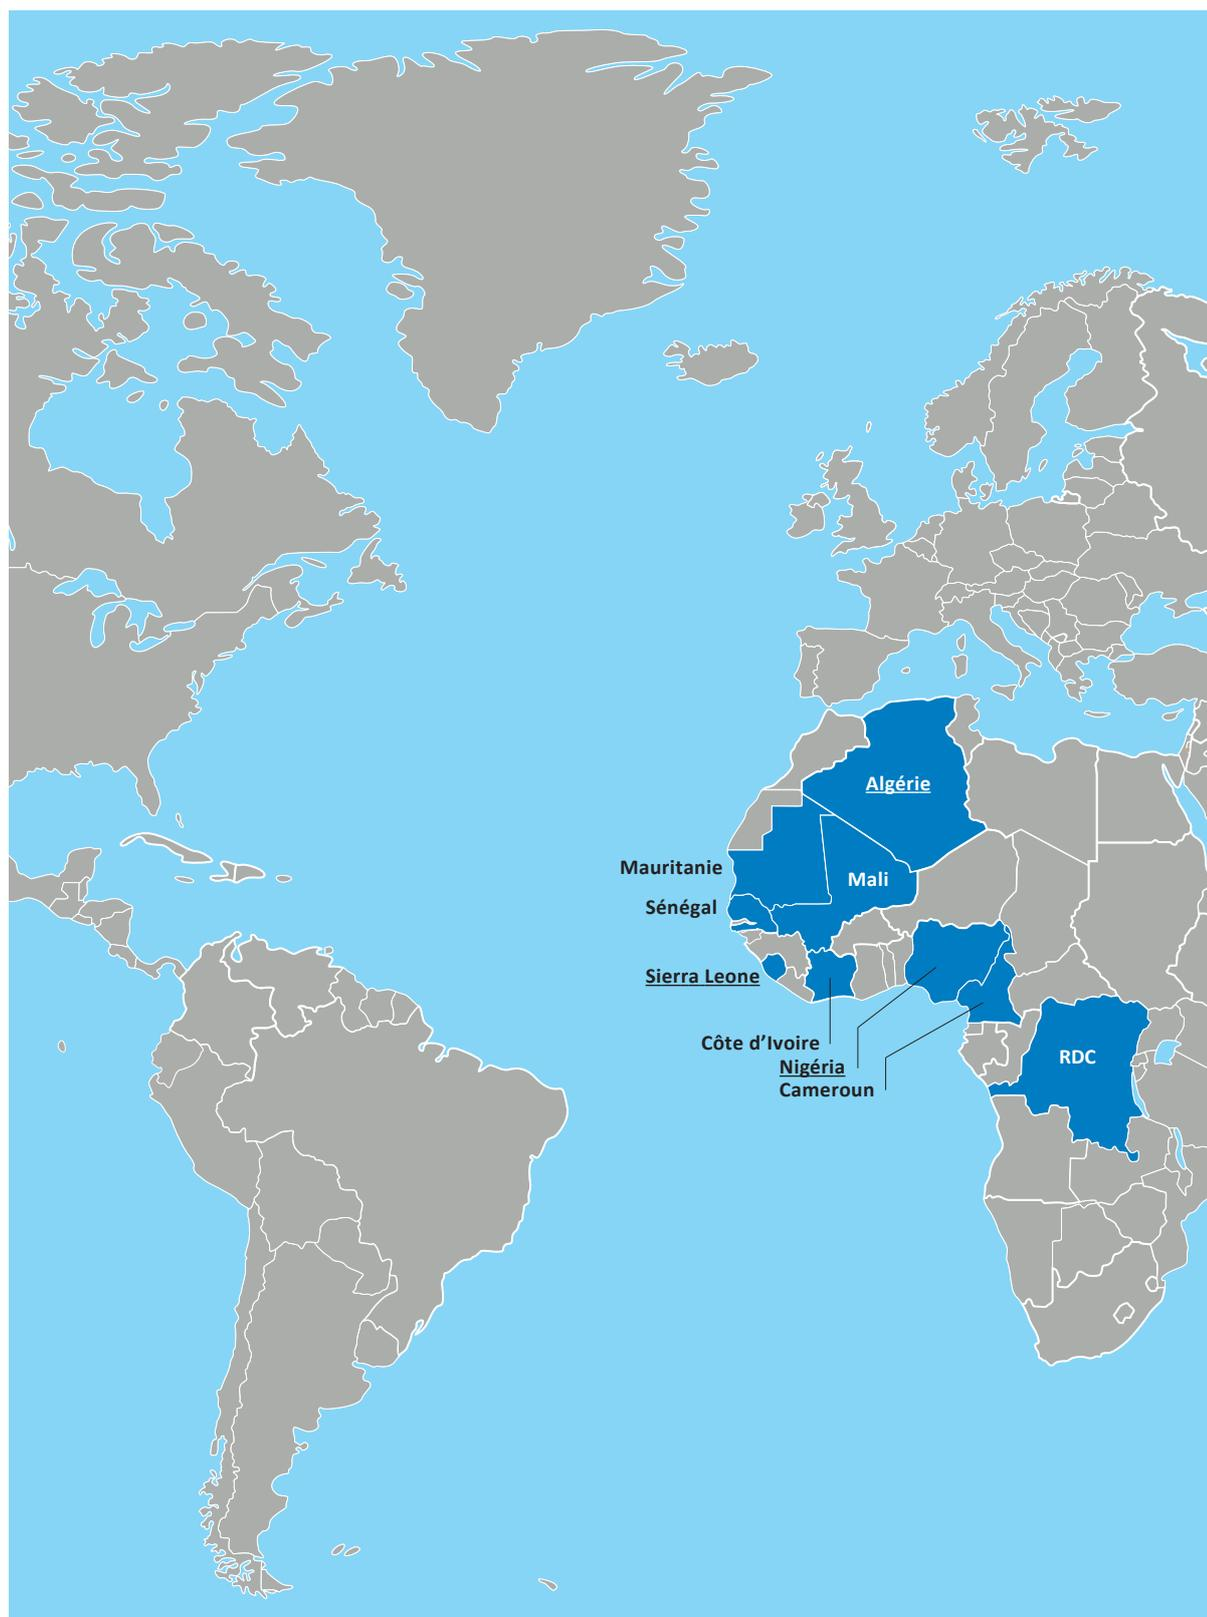 Algérie
Mauritanie
Mali
Sénégal
Sierra Leone
Côte d’Ivoire
RDC
Nigéria
Cameroun